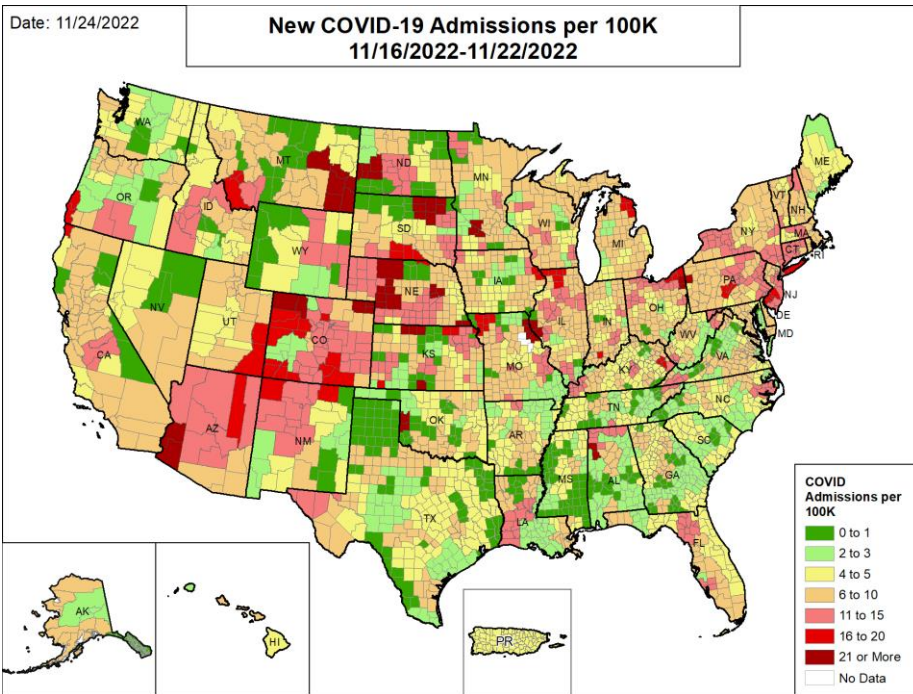 Date: 11/24/2022
New COVID-19 Admissions per 100K
11/16/2022-11/22/2022
WA
MT
ND
MN
ME
OR
ID
WY
SD
WI
MI
VT
NH
NY
MA
CT
RI
NV
UT
CO
NE
IA
IL
IN
OH
PA
NJ
DE
MD
WV
VA
CA
KS
MO
KY
AZ
NM
OK
AR
TN
NC
SC
TX
LA
MS
AL
GA
FL
AK
HI
PR
COVID
Admissions per
100K
0 to 1
2 to 3
4 to 5
6 to 10
11 to 15
16 to 20
21 or More
No Data